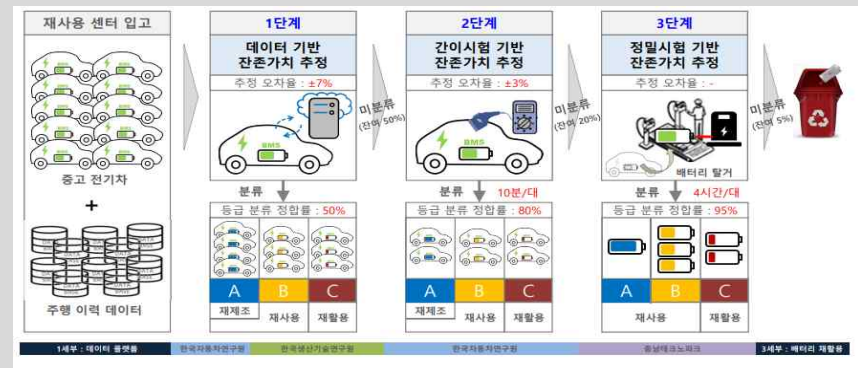 재사용 센터 입고
BMS
중고 전기차
+
DATA
BASE
주행 이력 데이터
1단계
데이터 기반
잔존가치 추정
추정 오차율 : ±7%
BMS
분류
등급 분류 정합률 : 50%
A
B
C
재제조
재사용
재활용
미분류
(잔여 50%)
2단계
간이시험 기반
잔존가치 추정
추정 오차율 : ±3%
BMS
분류
10분/대
등급 분류 정합률 : 80%
A
B
C
재제조
재사용
재활용
미분류
(잔여 20%)
3단계
정밀시험 기반
잔존가치 추정
추정 오차율 : -
배터리 탈거
분류
4시간/대
등급 분류 정합률 : 95%
A
B
C
재사용
재활용
미분류
(잔여 5%)
1세부 : 데이터 플랫폼
한국자동차연구원
한국생산기술연구원
한국자동차연구원
충남테크노파크
3세부 : 배터리 재활용